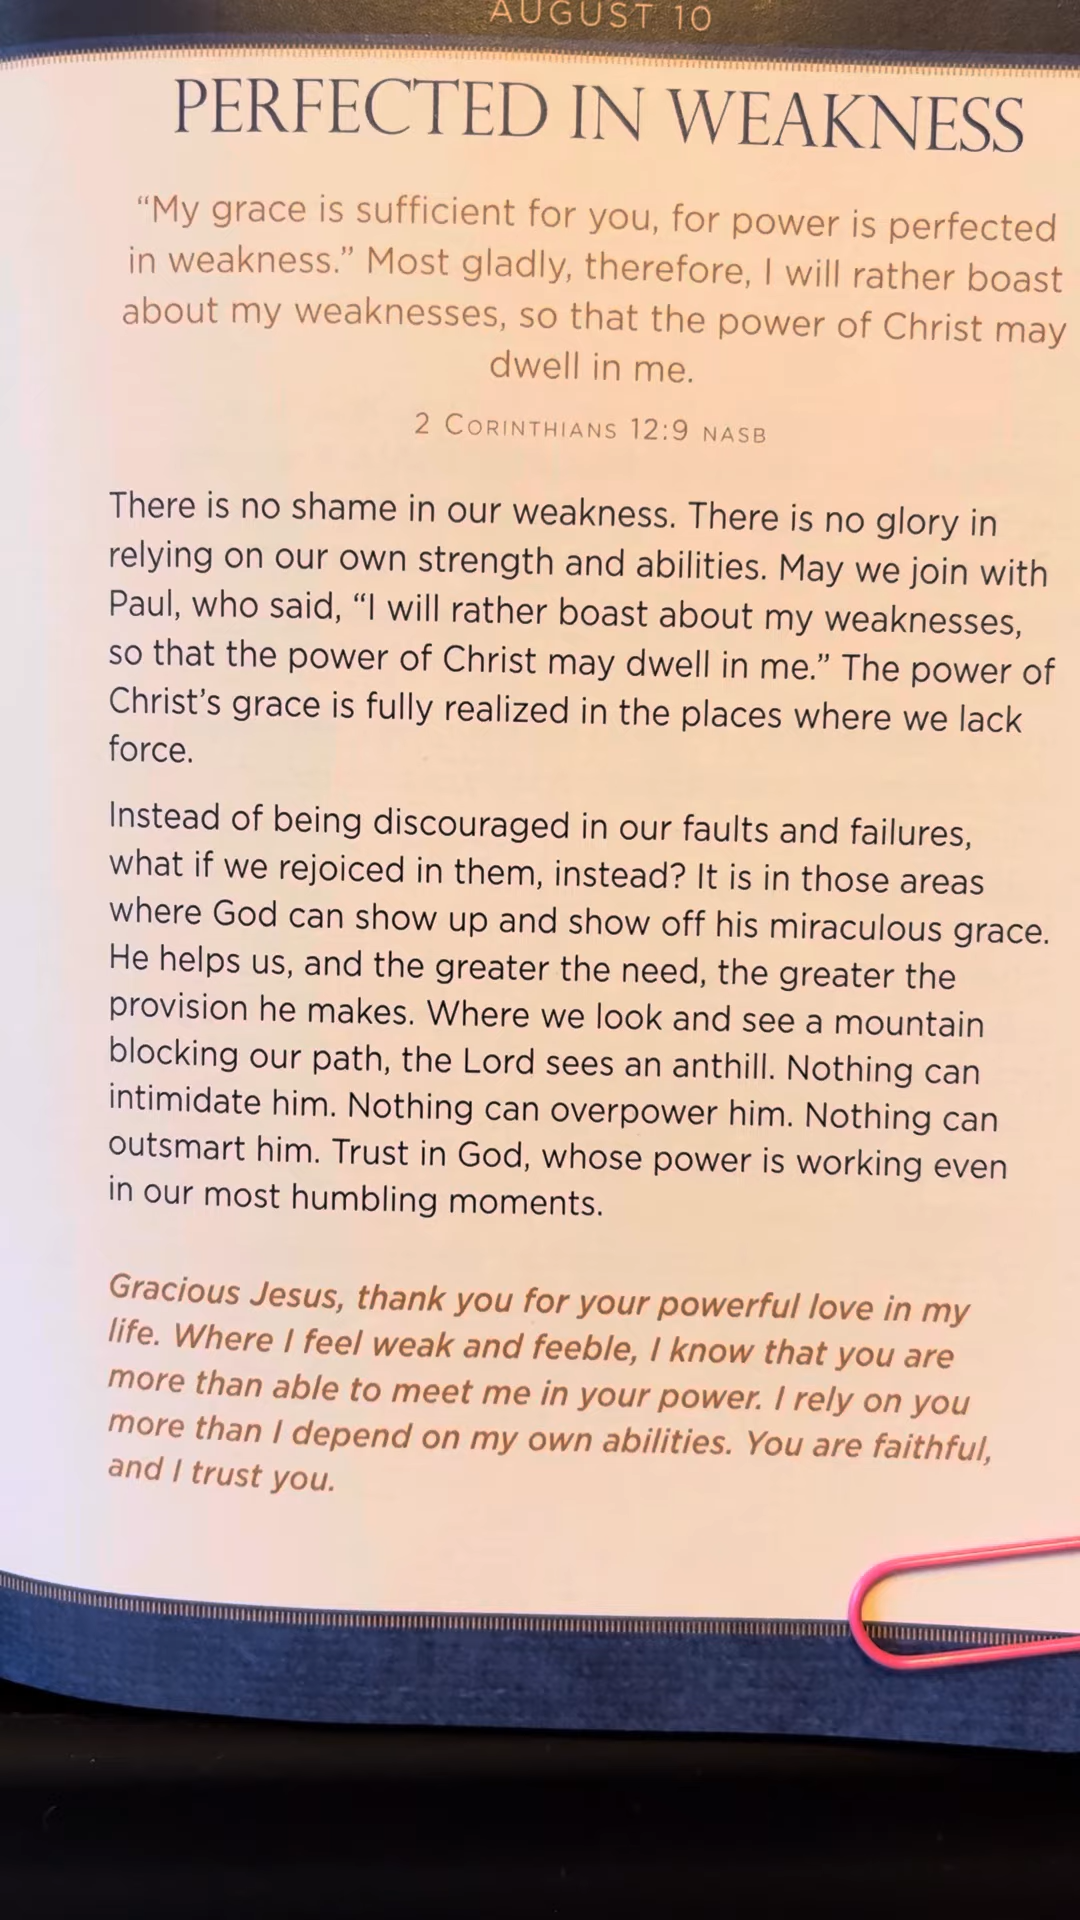 AUGUST 10
PERFECTED IN WEAKNESS
“My grace is sufficient for you, for power is perfected
in weakness.” Most gladly, therefore, I will rather boast
about my weaknesses, so that the power of Christ may
dwell in me.
2 Corinthians 12:9 NASB
There is no shame in our weakness. There is no glory in
relying on our own strength and abilities. May we join with
Paul, who said, “I will rather boast about my weaknesses,
so that the power of Christ may dwell in me.” The power of
Christ’s grace is fully realized in the places where we lack
force.
Instead of being discouraged in our faults and failures,
what if we rejoiced in them, instead? It is in those areas
where God can show up and show off his miraculous grace.
He helps us, and the greater the need, the greater the
provision he makes. Where we look and see a mountain
blocking our path, the Lord sees an anthill. Nothing can
intimidate him. Nothing can overpower him. Nothing can
outsmart him. Trust in God, whose power is working even
in our most humbling moments.
Gracious Jesus, thank you for your powerful love in my
life. Where I feel weak and feeble, I know that you are
more than able to meet me in your power. I rely on you
more than I depend on my own abilities. You are faithful,
and I trust you.